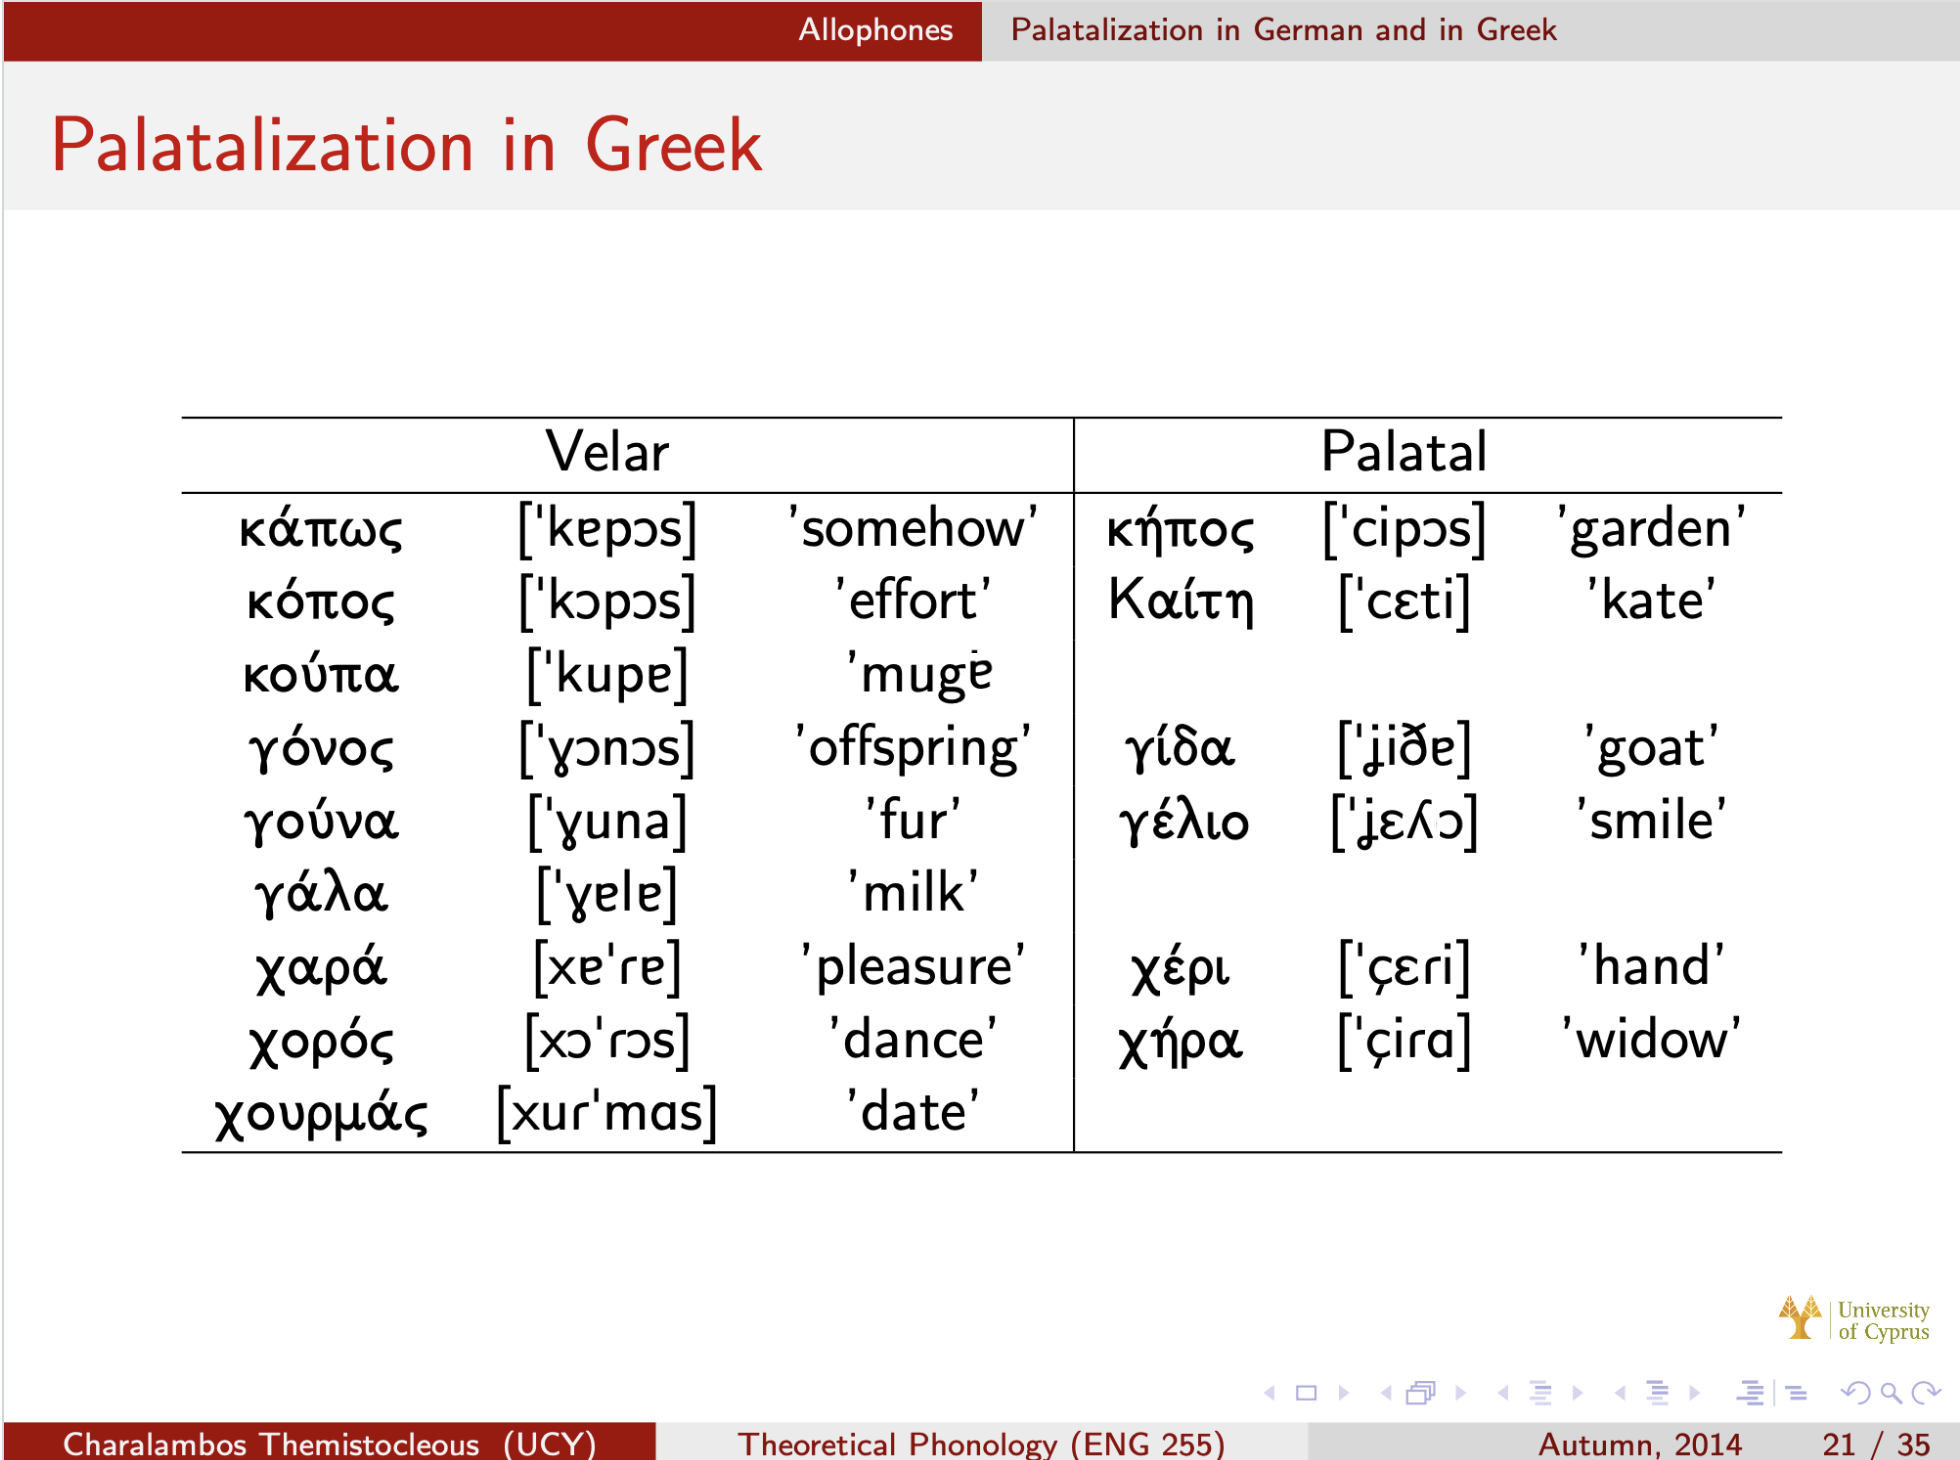 Allophones Palatalization in German and in Greek
Palatalization in Greek
Velar Palatal
κάπως [ˈkɐpɔs] ’somehow’ κήπος [ˈcipɔs] ’garden’
κόπος [ˈkɔpɔs] ’effort’ Καίτη [ˈcɛti] ’kate’
κούπα [ˈkupɐ] ’mugɐ
γόνος [ˈɣɔnɔs] ’offspring’ γίδα [ˈʝiðɐ] ’goat’
γούνα [ˈɣuna] ’fur’ γέλιο [ˈʝɛʎɔ] ’smile’
γάλα [ˈɣɐlɐ] ’milk’
χαρά [xɐˈɾɐ] ’pleasure’ χέρι [ˈçɛɾi] ’hand’
χορός [xɔˈɾɔs] ’dance’ χήρα [ˈçiɾɑ] ’widow’
χουρμάς [xuɾˈmɑs] ’date’
University
of Cyprus
Charalambos Themistocleous (UCY) Theoretical Phonology (ENG 255) Autumn, 2014 21 / 35